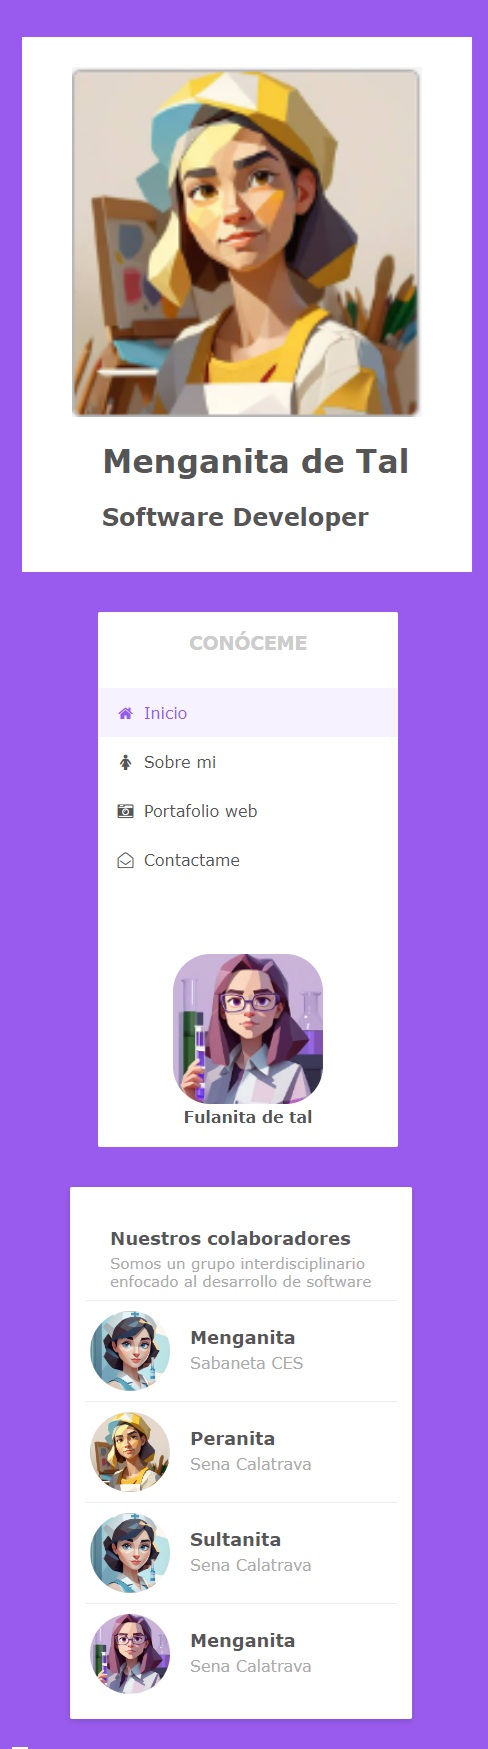 Menganita de Tal
Software Developer
CONÓCEME
Inicio
Sobre mi
Portafolio web
Contactame
Fulanita de tal
Nuestros colaboradores
Somos un grupo interdisciplinario
enfocado al desarrollo de software
Menganita
Sabaneta CES
Peranita
Sena Calatrava
Sultanita
Sena Calatrava
Menganita
Sena Calatrava